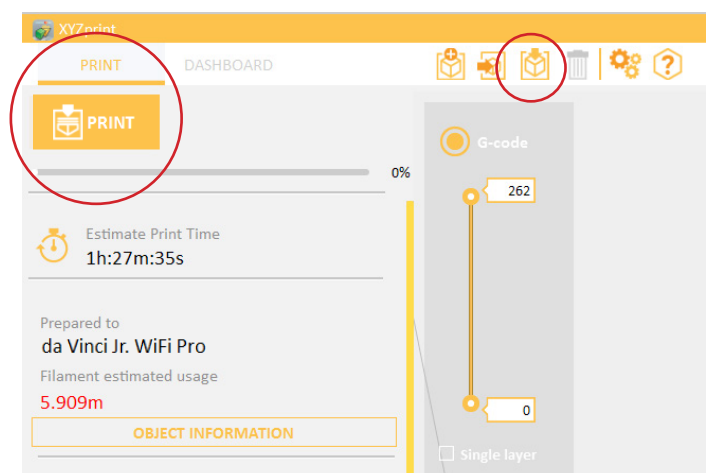 XYZprint
PRINT
DASHBOARD
?
PRINT
0%
Estimate Print Time
1h:27m:35s
Prepared to
da Vinci Jr. WiFi Pro
Filament estimated usage
5.909m
OBJECT INFORMATION
G-code
262
0
Single layer